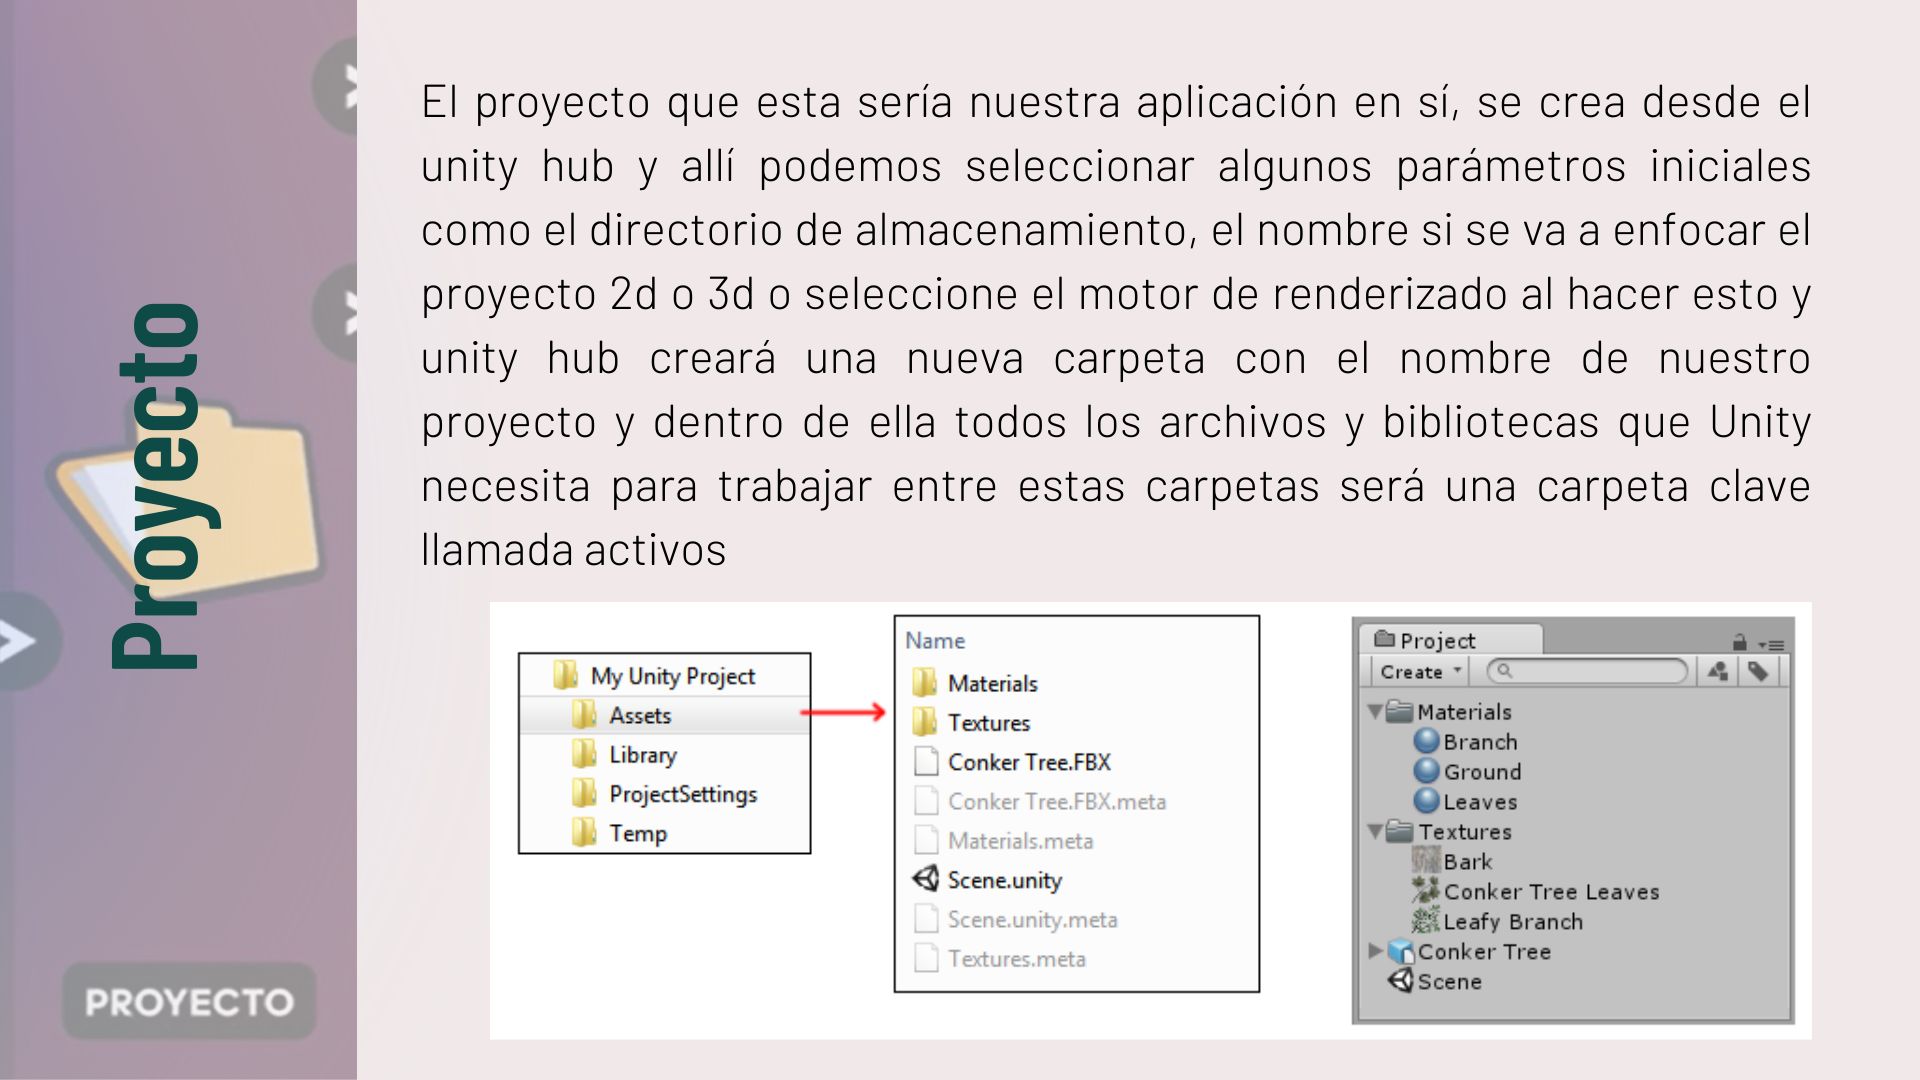 Proyecto
PROYECTO
El proyecto que esta sería nuestra aplicación en sí, se crea desde el
unity hub y allí podemos seleccionar algunos parámetros iniciales
como el directorio de almacenamiento, el nombre si se va a enfocar el
proyecto 2d o 3d o seleccione el motor de renderizado al hacer esto y
unity hub creará una nueva carpeta con el nombre de nuestro
proyecto y dentro de ella todos los archivos y bibliotecas que Unity
necesita para trabajar entre estas carpetas será una carpeta clave
llamada activos
My Unity Project
Assets
Library
ProjectSettings
Temp
Name
Materials
Textures
Conker Tree.FBX
Conker Tree.FBX.meta
Materials.meta
Scene.unity
Scene.unity.meta
Textures.meta
Project
Create
Materials
Branch
Ground
Leaves
Textures
Bark
Conker Tree Leaves
Leafy Branch
Conker Tree
Scene